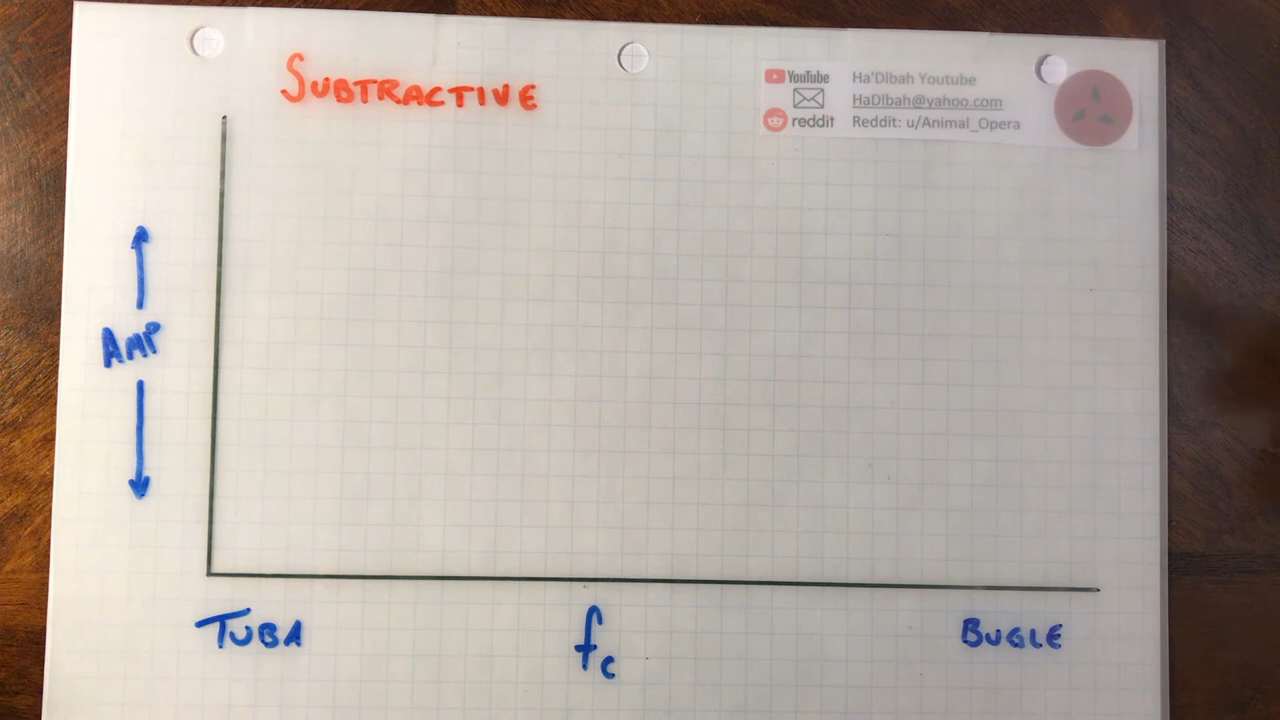 SUBTRACTIVE
YouTube Ha'Dlbah Youtube
HaDlbah@yahoo.com
reddit Reddit: u/Animal_Opera
AMP
TUBA fc BUGLE